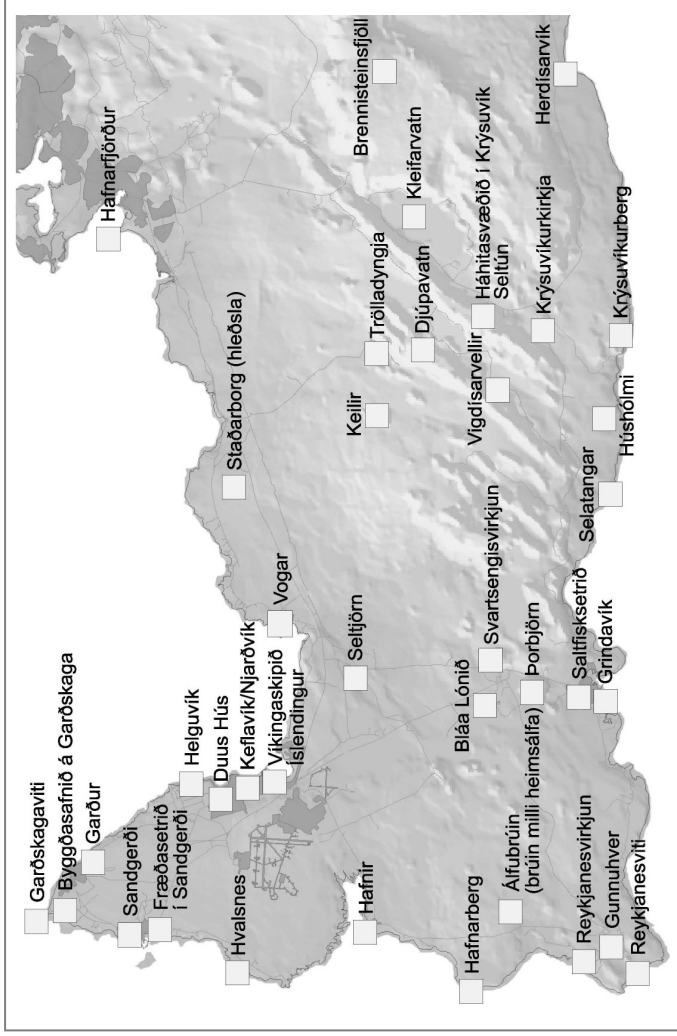 Garðskagaviti
Byggðasafnið á Garðskaga
Garður
Sandgerði
Fræðasetrið
í Sandgerði
Hvalsnes
Helguvík
Duus Hús
Keflavík/Njarðvík
Víkingaskipið
Íslendingur
Vogar
Staðarborg (hleðsla)
Hafnarfjörður
Hafnir
Seltjörn
Keilir
Trölladyngja
Djúpavatn
Kleifarvatn
Brennisteinsfjöll
Hafnarberg
Álfubrúin
(brúin milli heimsálfa)
Bláa Lónið
Svartsengisvirkjun
Þorbjörn
Vigdísarvellir
Háhitasvæðið í Krýsuvík
Seltún
Krýsuvíkurkirkja
Herdísarvík
Reykjanesvirkjun
Gunnuhver
Reykjanesviti
Saltfisksetrið
Grindavík
Selatangar
Húshólmi
Krýsuvíkurberg